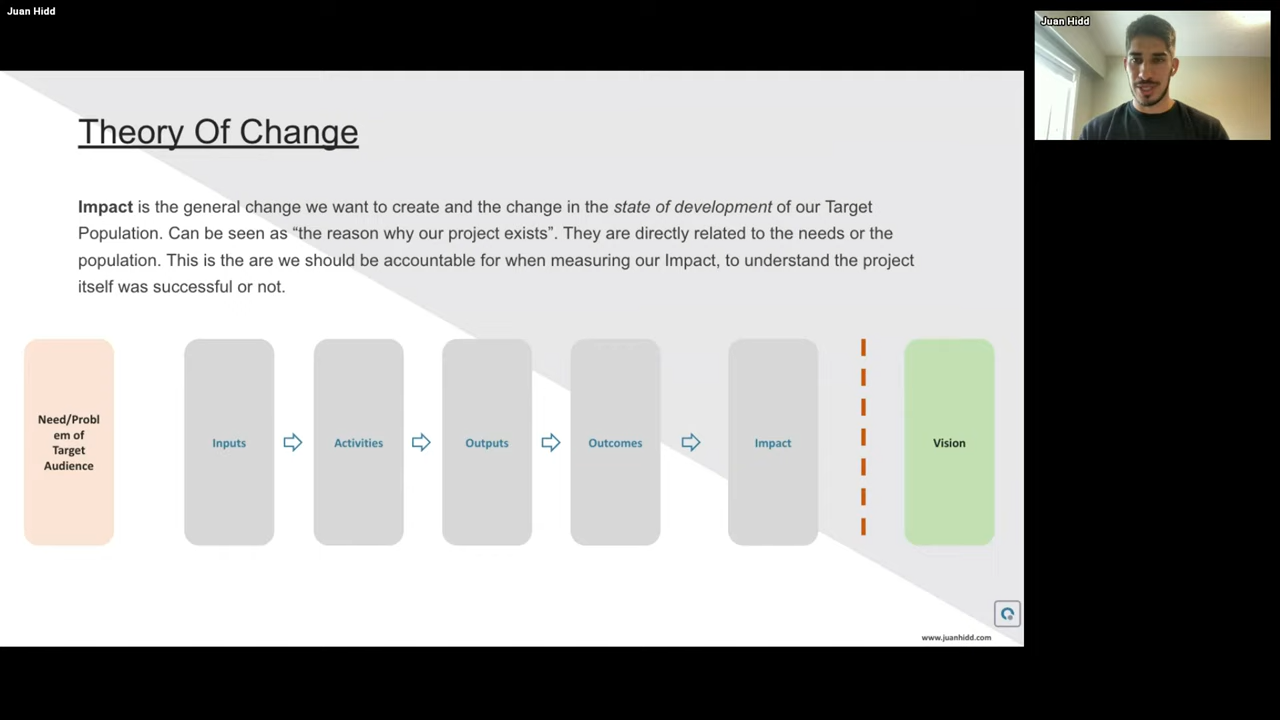 Juan Hidd
Juan Hidd
Theory Of Change
Impact is the general change we want to create and the change in the state of development of our Target
Population. Can be seen as “the reason why our project exists”. They are directly related to the needs or the
population. This is the are we should be accountable for when measuring our Impact, to understand the project
itself was successful or not.
Need/Probl
em of
Target
Audience
Inputs
Activities
Outputs
Outcomes
Impact
Vision
www.juanhidd.com